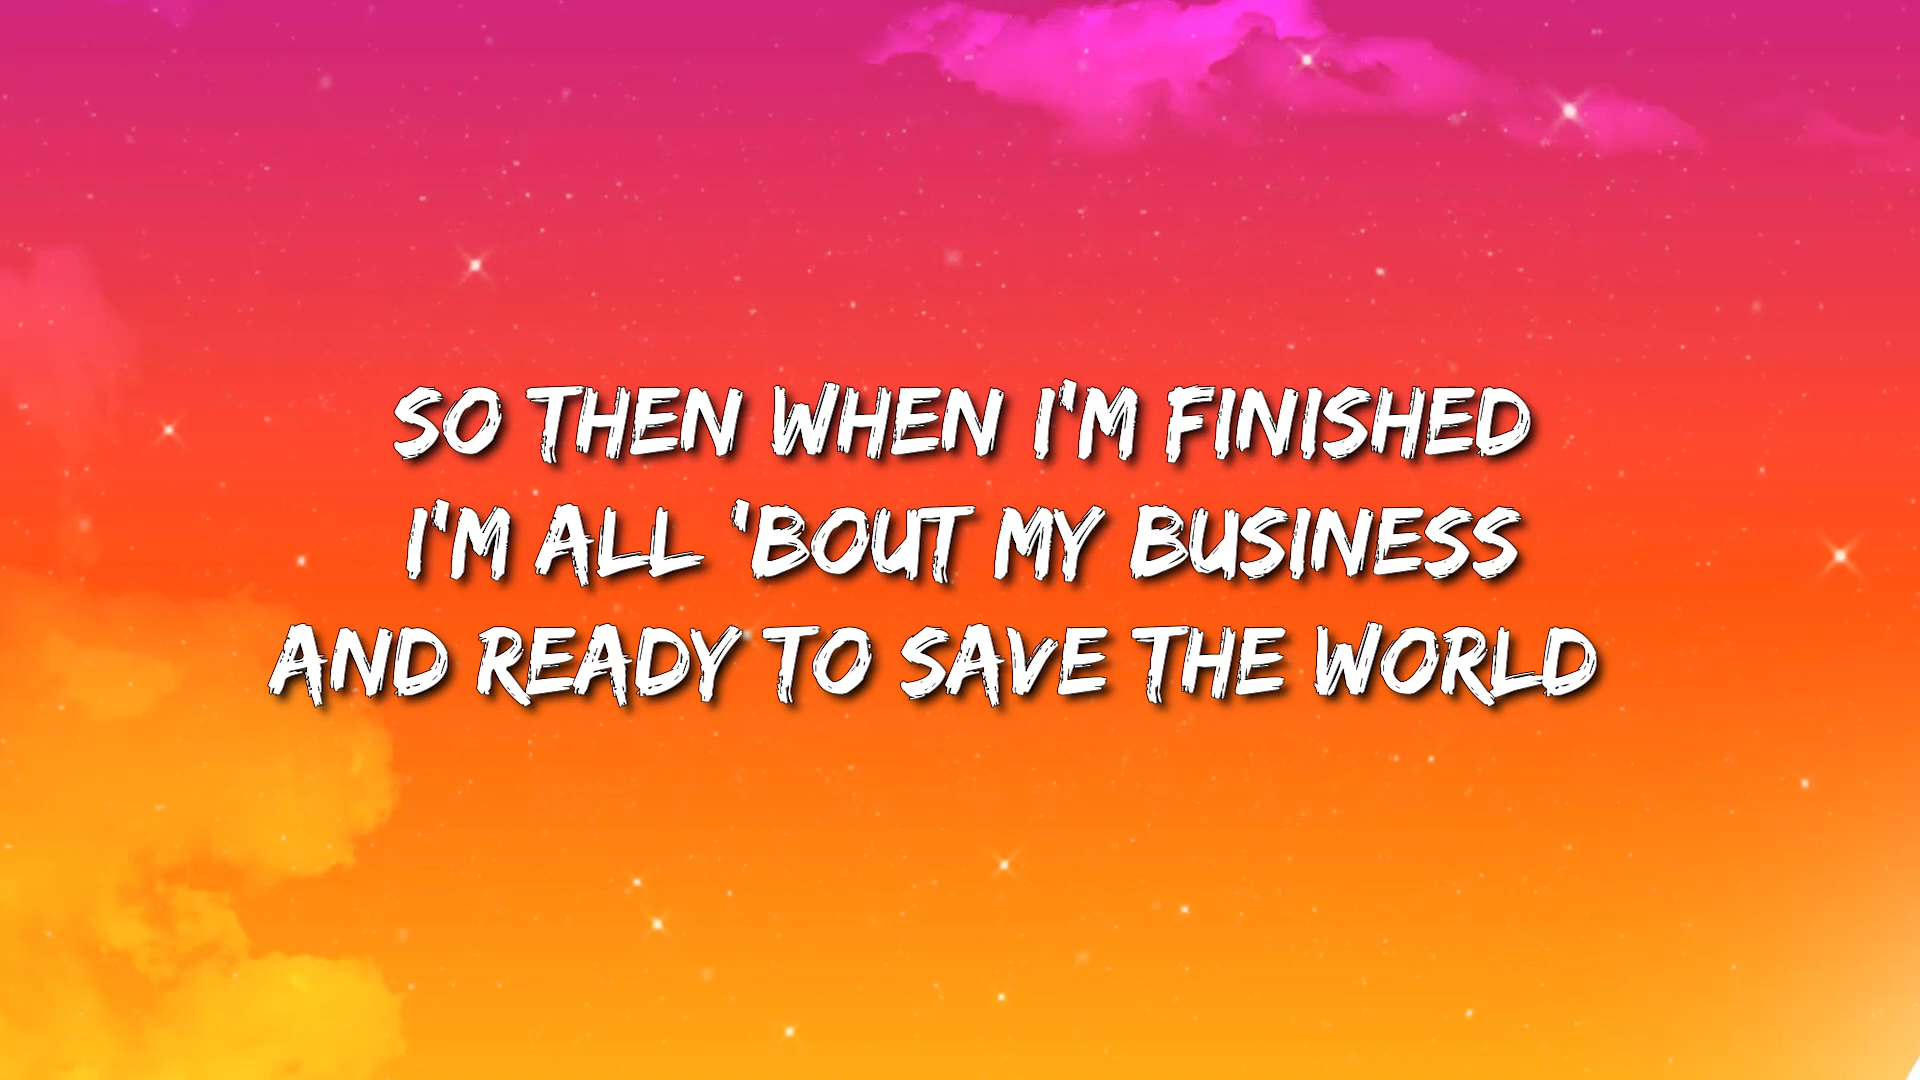 SO THEN WHEN I'M FINISHED
I'M ALL 'BOUT MY BUSINESS
AND READY TO SAVE THE WORLD